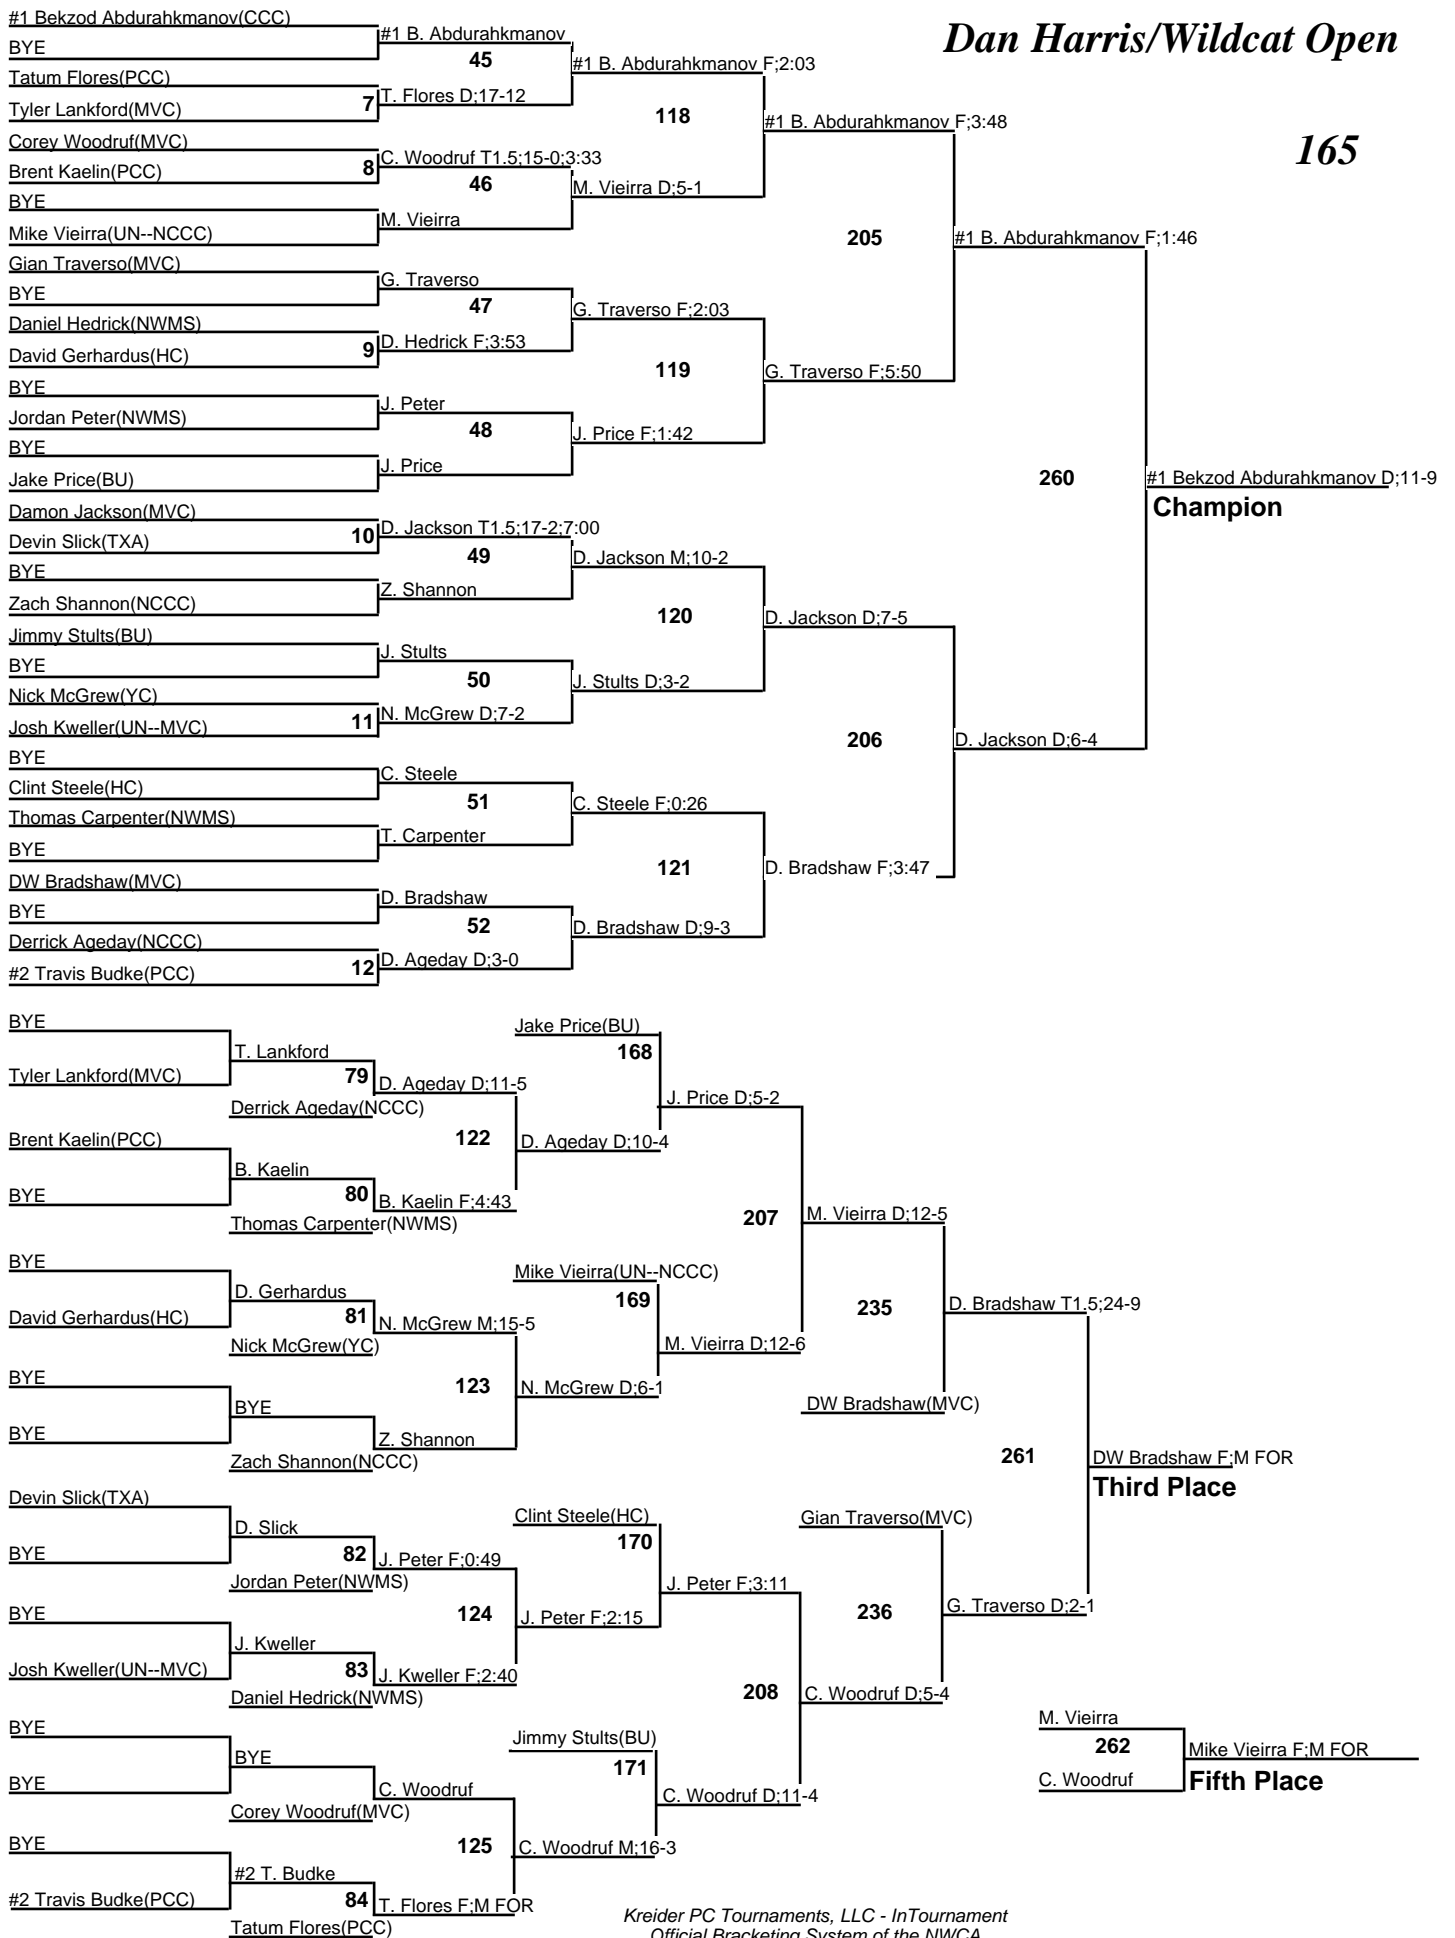 Dan Harris/Wildcat Open
165
#1 Bekzod Abdurahkmanov(CCC)
BYE
Tatum Flores(PCC)
Tyler Lankford(MVC)
Corey Woodruf(MVC)
Brent Kaelin(PCC)
BYE
Mike Vieirra(UN--NCCC)
Gian Traverso(MVC)
BYE
Daniel Hedrick(NWMS)
David Gerhardus(HC)
BYE
Jordan Peter(NWMS)
BYE
Jake Price(BU)
Damon Jackson(MVC)
Devin Slick(TXA)
BYE
Zach Shannon(NCCC)
Jimmy Stults(BU)
BYE
Nick McGrew(YC)
Josh Kweller(UN--MVC)
BYE
Clint Steele(HC)
Thomas Carpenter(NWMS)
BYE
DW Bradshaw(MVC)
BYE
Derrick Ageday(NCCC)
#2 Travis Budke(PCC)
7
8
9
10
11
12
#1 B. Abdurahkmanov
45
T. Flores D;17-12
C. Woodruf T1.5;15-0;3:33
46
M. Vieirra
G. Traverso
47
D. Hedrick F;3:53
J. Peter
48
J. Price
D. Jackson T1.5;17-2;7:00
49
Z. Shannon
J. Stults
50
N. McGrew D;7-2
C. Steele
51
T. Carpenter
D. Bradshaw
52
D. Ageday D;3-0
#1 B. Abdurahkmanov F;2:03
118
M. Vieirra D;5-1
G. Traverso F;2:03
119
J. Price F;1:42
D. Jackson M;10-2
120
J. Stults D;3-2
C. Steele F;0:26
121
D. Bradshaw D;9-3
#1 B. Abdurahkmanov F;3:48
205
G. Traverso F;5:50
D. Jackson D;7-5
206
D. Bradshaw F;3:47
#1 B. Abdurahkmanov F;1:46
260
D. Jackson D;6-4
#1 Bekzod Abdurahkmanov D;11-9
Champion
BYE
Tyler Lankford(MVC)
Brent Kaelin(PCC)
BYE
BYE
David Gerhardus(HC)
BYE
BYE
Devin Slick(TXA)
BYE
BYE
Josh Kweller(UN--MVC)
BYE
BYE
BYE
#2 Travis Budke(PCC)
T. Lankford
79
Derrick Ageday(NCCC)
B. Kaelin
80
Thomas Carpenter(NWMS)
D. Gerhardus
81
Nick McGrew(YC)
BYE
Zach Shannon(NCCC)
D. Slick
82
Jordan Peter(NWMS)
J. Kweller
83
Daniel Hedrick(NWMS)
BYE
Corey Woodruf(MVC)
#2 T. Budke
84
Tatum Flores(PCC)
D. Ageday D;11-5
122
B. Kaelin F;4:43
N. McGrew M;15-5
123
Z. Shannon
J. Peter F;0:49
124
J. Kweller F;2:40
C. Woodruf
125
T. Flores F;M FOR
Jake Price(BU)
168
D. Ageday D;10-4
Mike Vieirra(UN--NCCC)
169
N. McGrew D;6-1
Clint Steele(HC)
170
J. Peter F;2:15
Jimmy Stults(BU)
171
C. Woodruf M;16-3
J. Price D;5-2
207
M. Vieirra D;12-6
J. Peter F;3:11
208
C. Woodruf D;11-4
M. Vieirra D;12-5
235
DW Bradshaw(MVC)
Gian Traverso(MVC)
236
C. Woodruf D;5-4
D. Bradshaw T1.5;24-9
261
G. Traverso D;2-1
DW Bradshaw F;M FOR
Third Place
M. Vieirra
262
C. Woodruf
Mike Vieirra F;M FOR
Fifth Place
Kreider PC Tournaments, LLC - InTournament
Official Bracketing System of the NWCA